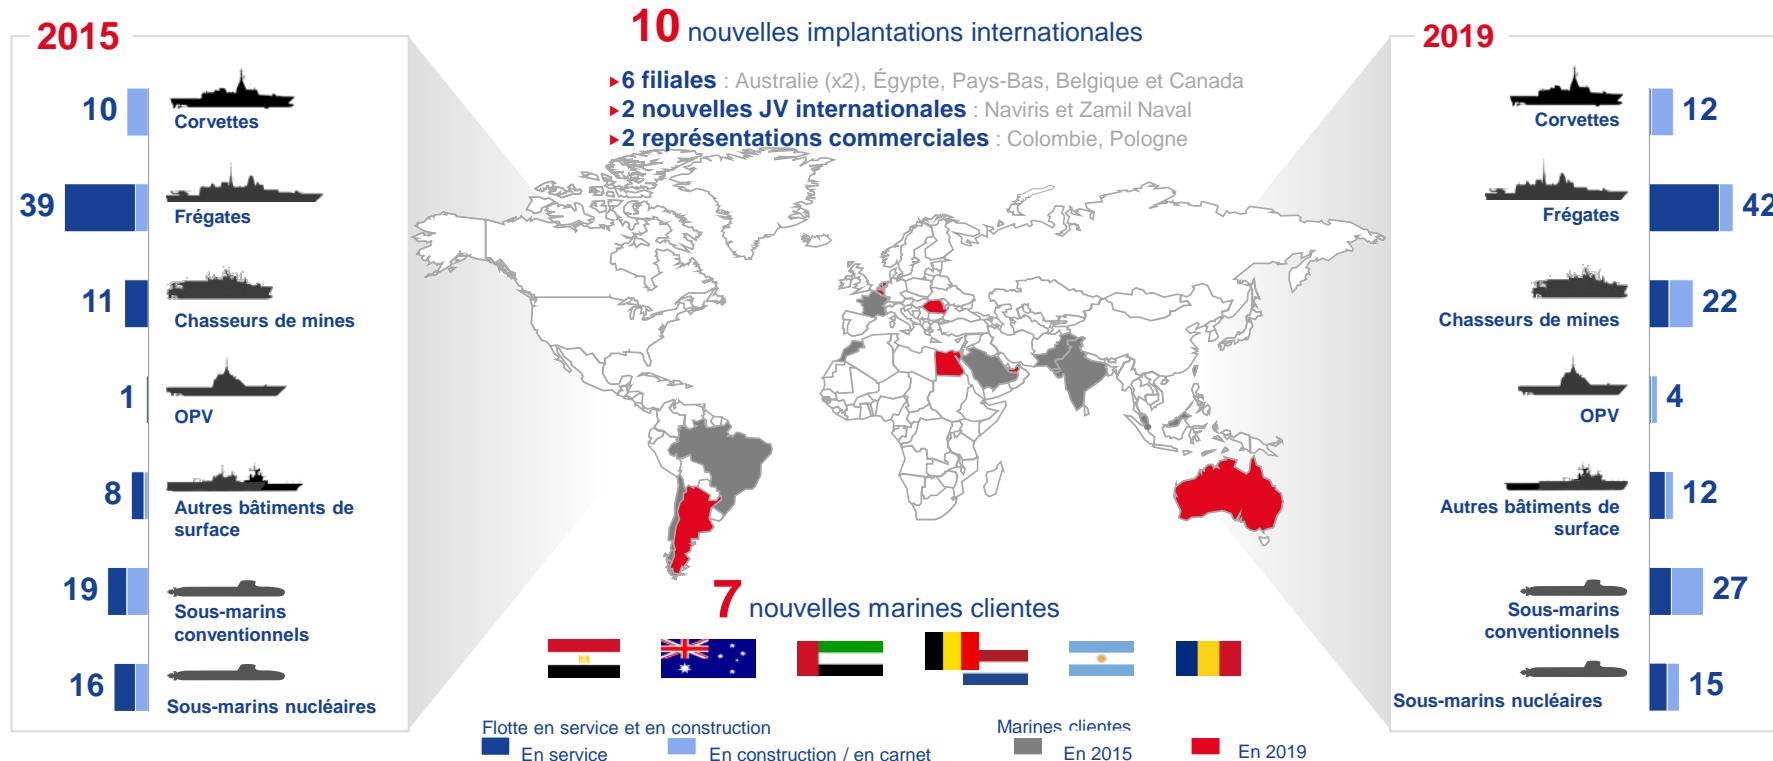 2015
10
Corvettes
39
Frégates
11
Chasseurs de mines
1
OPV
8
Autres bâtiments de
surface
19
Sous-marins
conventionnels
16
Sous-marins nucléaires
10 nouvelles implantations internationales
▸6 filiales : Australie (x2), Égypte, Pays-Bas, Belgique et Canada
▸2 nouvelles JV internationales : Naviris et Zamil Naval
▸2 représentations commerciales : Colombie, Pologne
7 nouvelles marines clientes
Flotte en service et en construction
En service
En construction / en carnet
Marines clientes
En 2015
En 2019
2019
Corvettes
12
Frégates
42
Chasseurs de mines
22
OPV
4
Autres bâtiments de
surface
12
Sous-marins
conventionnels
27
Sous-marins nucléaires
15